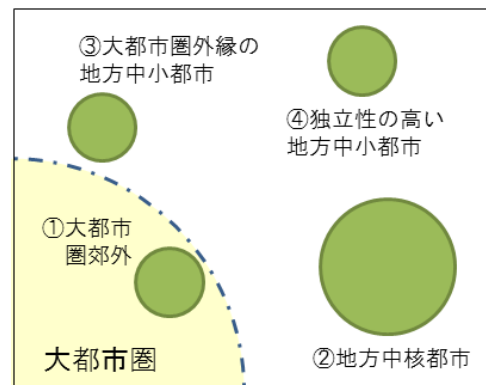 ③大都市圏外縁の
地方中小都市
④独立性の高い
地方中小都市
①大都市
圏郊外
②地方中核都市
大都市圏